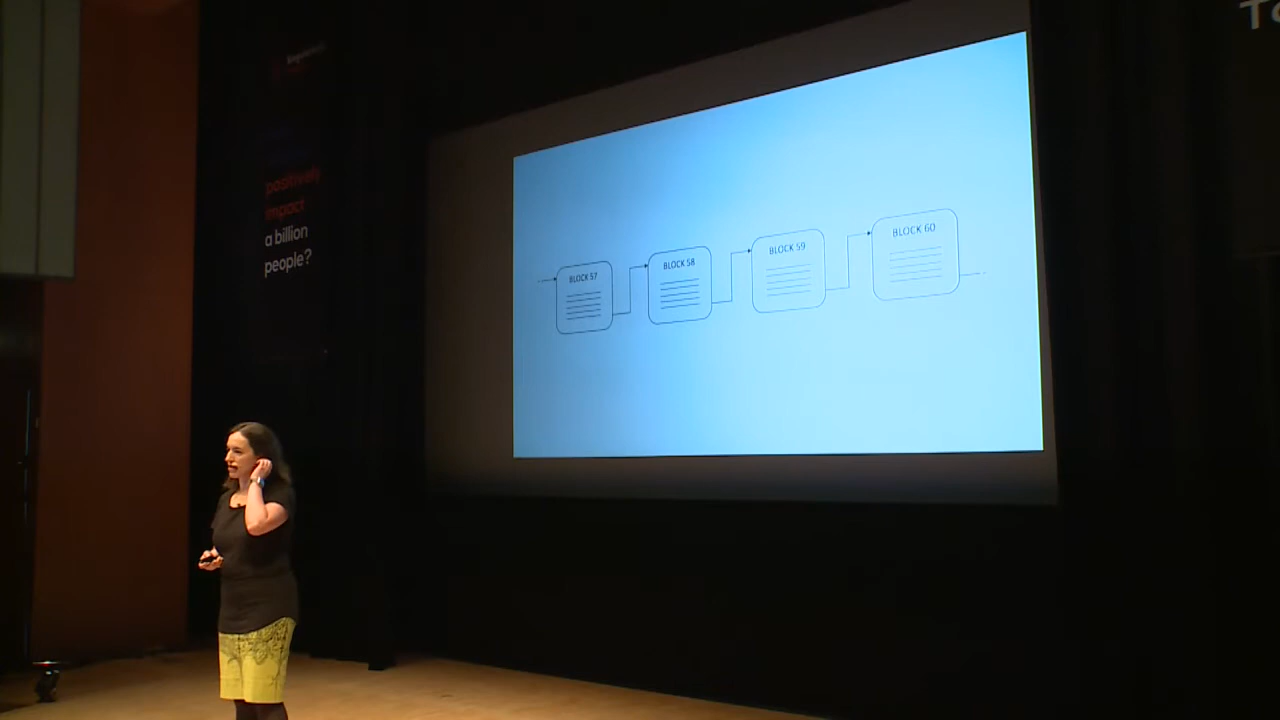 positively
impact
a billion
people?
BLOCK 57
BLOCK 58
BLOCK 59
BLOCK 60